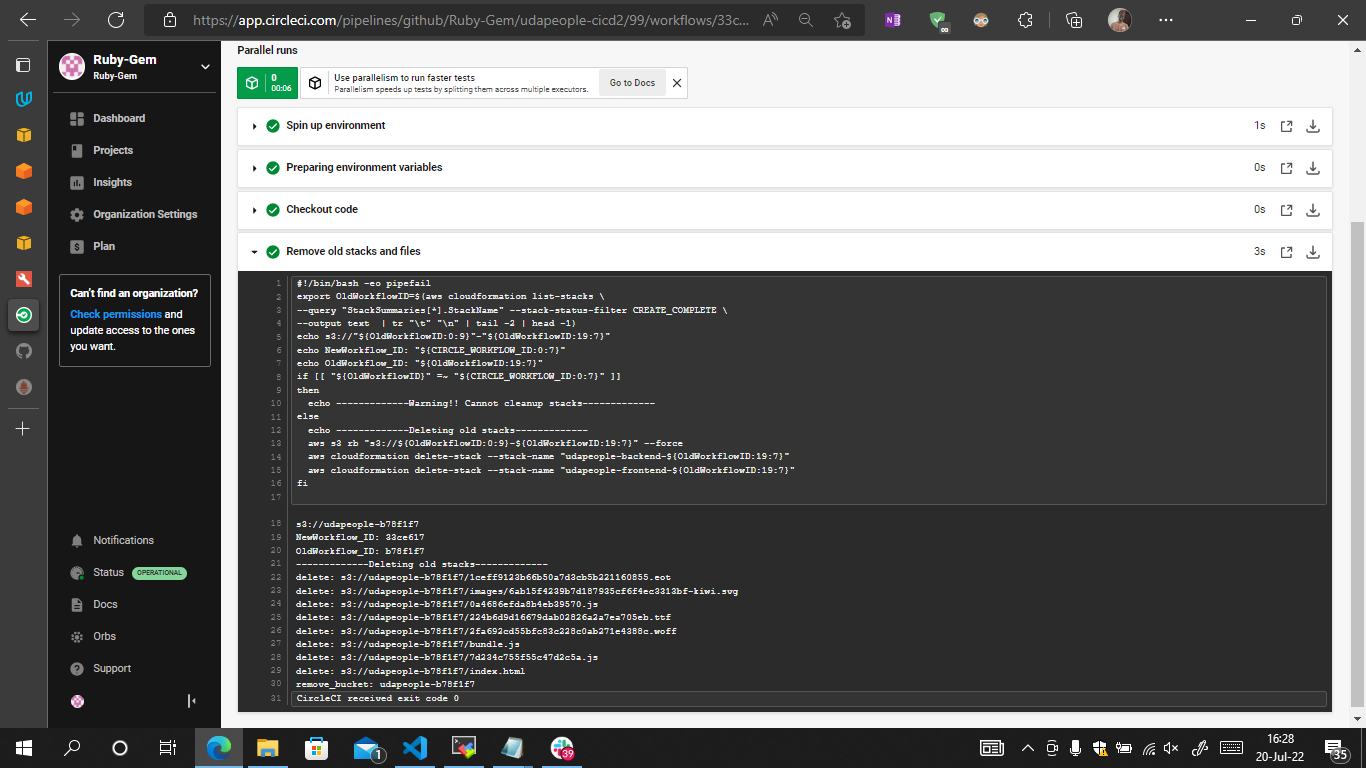 https://app.circleci.com/pipelines/github/Ruby-Gem/udapeople-cicd2/99/workflows/33c...
Ruby-Gem
Ruby-Gem
Dashboard
Projects
Insights
Organization Settings
Plan
Can't find an organization?
Check permissions and
update access to the ones
you want.
Notifications
Status OPERATIONAL
Docs
Orbs
Support
Parallel runs
0
00:06
Use parallelism to run faster tests
Parallelism speeds up tests by splitting them across multiple executors.
Go to Docs
Spin up environment 1s
Preparing environment variables 0s
Checkout code 0s
Remove old stacks and files 3s
1 #!/bin/bash -eo pipefail
2 export OldWorkflowID=$(aws cloudformation list-stacks \
3 --query "StackSummaries[*].StackName" --stack-status-filter CREATE_COMPLETE \
4 --output text | tr "\t" "\n" | tail -2 | head -1)
5 echo s3://"${OldWorkflowID:0:9}"-"${OldWorkflowID:19:7}"
6 echo NewWorkflow_ID: "${CIRCLE_WORKFLOW_ID:0:7}"
7 echo OldWorkflow_ID: "${OldWorkflowID:19:7}"
8 if [[ "${OldWorkflowID}" =~ "${CIRCLE_WORKFLOW_ID:0:7}" ]]
9 then
10 echo -------------Warning!! Cannot cleanup stacks-------------
11 else
12 echo -------------Deleting old stacks-------------
13 aws s3 rb "s3://${OldWorkflowID:0:9}-${OldWorkflowID:19:7}" --force
14 aws cloudformation delete-stack --stack-name "udapeople-backend-${OldWorkflowID:19:7}"
15 aws cloudformation delete-stack --stack-name "udapeople-frontend-${OldWorkflowID:19:7}"
16 fi
17
18 s3://udapeople-b78f1f7
19 NewWorkflow_ID: 33ce617
20 OldWorkflow_ID: b78f1f7
21 -------------Deleting old stacks-------------
22 delete: s3://udapeople-b78f1f7/1ceff9123b66b50a7d3cb5b221160855.eot
23 delete: s3://udapeople-b78f1f7/images/6ab15f4239b7d187935cf6f4ec3313bf-kiwi.svg
24 delete: s3://udapeople-b78f1f7/0a4686efda8b4eb39570.js
25 delete: s3://udapeople-b78f1f7/224b6d9d16679dab02826a2a7ea705eb.ttf
26 delete: s3://udapeople-b78f1f7/2fa692cd55bfc83c228c0ab271e4388c.woff
27 delete: s3://udapeople-b78f1f7/bundle.js
28 delete: s3://udapeople-b78f1f7/7d234c755f55c47d2c5a.js
29 delete: s3://udapeople-b78f1f7/index.html
30 remove_bucket: udapeople-b78f1f7
31 CircleCI received exit code 0
1
39
16:28
20-Jul-22
35